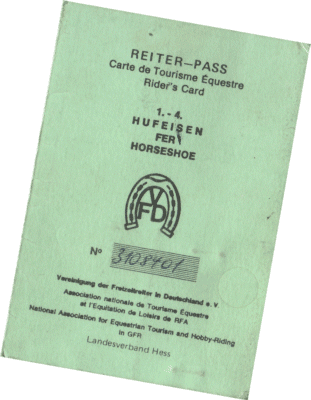 REITER–PASS
Carte de Tourisme Équestre
Rider's Card
1. - 4.
HUFEISEN
FER
HORSESHOE
VFD
Nº 3108401
Vereinigung der Freizeitreiter in Deutschland e. V.
Association nationale de Tourisme Équestre
et l'Equitation de Loisirs de RFA
National Association for Equestrian Tourism and Hobby-Riding
in GFR
Landesverband Hess